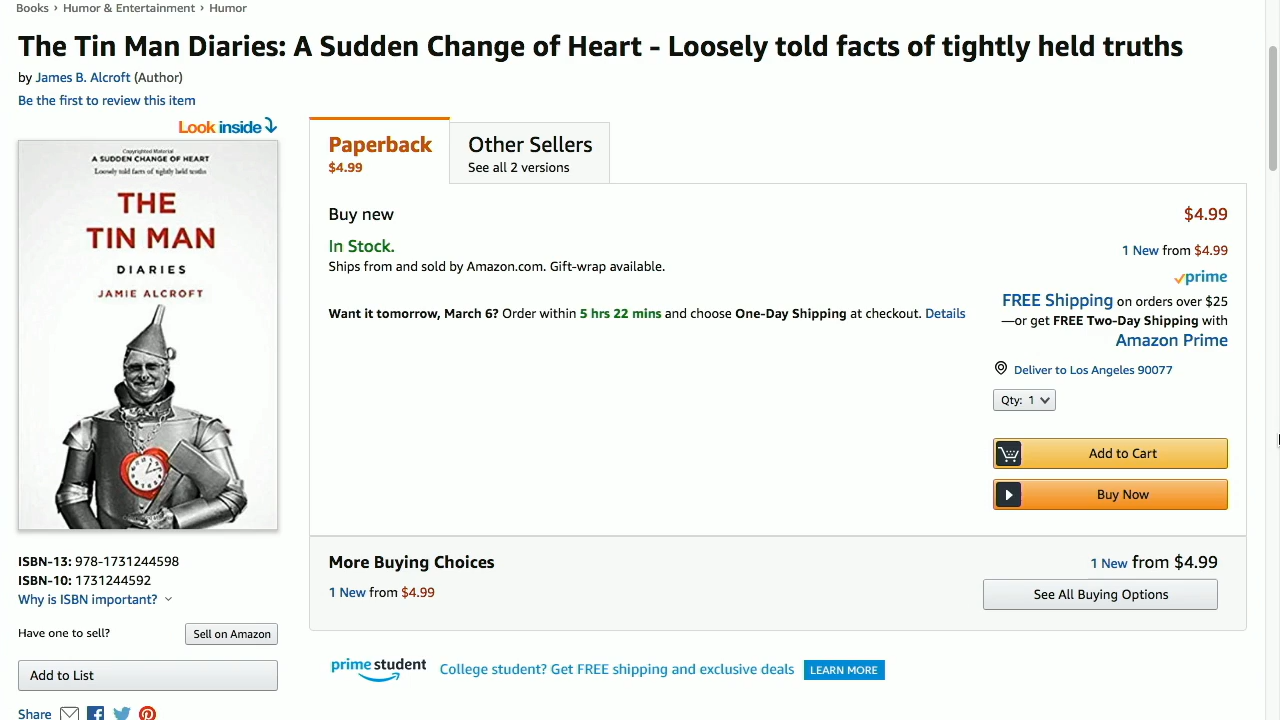 Books › Humor & Entertainment › Humor
The Tin Man Diaries: A Sudden Change of Heart - Loosely told facts of tightly held truths
by James B. Alcroft (Author)
Be the first to review this item
Look inside
Copyrighted Material
A SUDDEN CHANGE OF HEART
Loosely told facts of tightly held truths
THE
TIN MAN
DIARIES
JAMIE ALCROFT
ISBN-13: 978-1731244598
ISBN-10: 1731244592
Why is ISBN important?
Have one to sell? Sell on Amazon
Add to List
Share
Paperback
$4.99
Other Sellers
See all 2 versions
Buy new $4.99
In Stock.
Ships from and sold by Amazon.com. Gift-wrap available.
Want it tomorrow, March 6? Order within 5 hrs 22 mins and choose One-Day Shipping at checkout. Details
1 New from $4.99
prime
FREE Shipping on orders over $25
—or get FREE Two-Day Shipping with
Amazon Prime
Deliver to Los Angeles 90077
Qty: 1
Add to Cart
Buy Now
More Buying Choices
1 New from $4.99
1 New from $4.99
See All Buying Options
prime student College student? Get FREE shipping and exclusive deals LEARN MORE